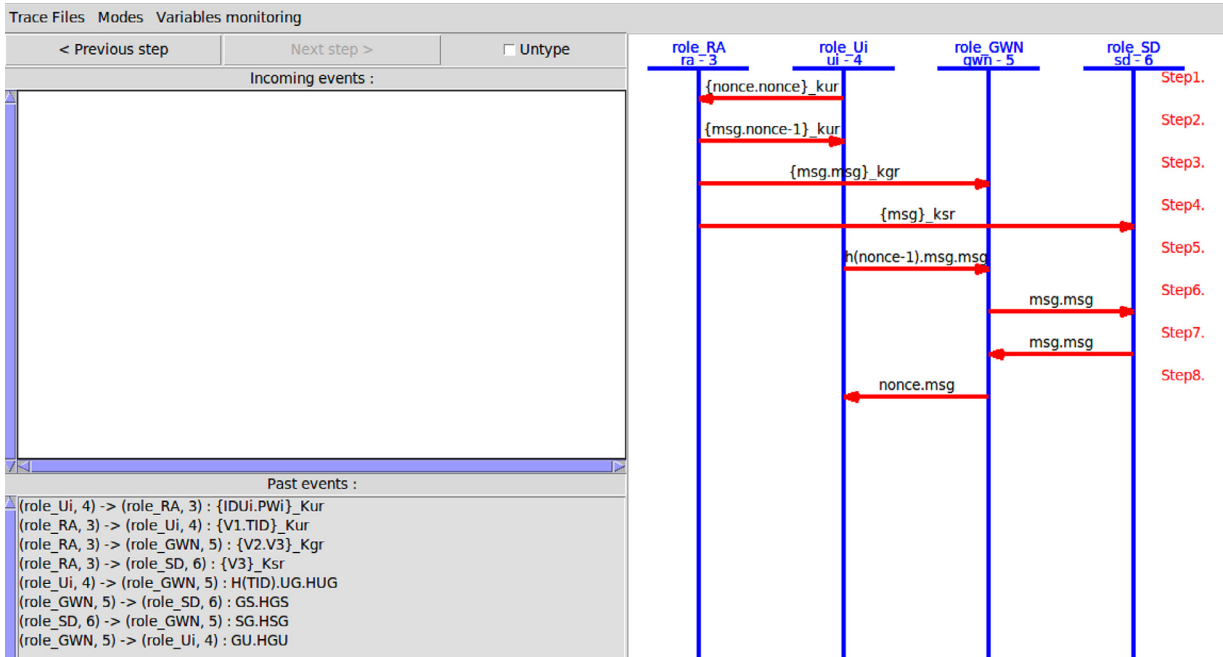 Trace Files Modes Variables monitoring
< Previous step Next step > Untype
Incoming events :
Past events :
(role_Ui, 4) -> (role_RA, 3) : {IDUi.PWi}_Kur
(role_RA, 3) -> (role_Ui, 4) : {V1.TID}_Kur
(role_RA, 3) -> (role_GWN, 5) : {V2.V3}_Kgr
(role_RA, 3) -> (role_SD, 6) : {V3}_Ksr
(role_Ui, 4) -> (role_GWN, 5) : H(TID).UG.HUG
(role_GWN, 5) -> (role_SD, 6) : GS.HGS
(role_SD, 6) -> (role_GWN, 5) : SG.HSG
(role_GWN, 5) -> (role_Ui, 4) : GU.HGU
role_RA role_Ui role_GWN role_SD
ra - 3 ui - 4 gwn - 5 sd - 6
Step1.
{nonce.nonce}_kur
Step2.
{msg.nonce-1}_kur
Step3.
{msg.msg}_kgr
Step4.
{msg}_ksr
Step5.
h(nonce-1).msg.msg
Step6.
msg.msg
Step7.
msg.msg
Step8.
nonce.msg